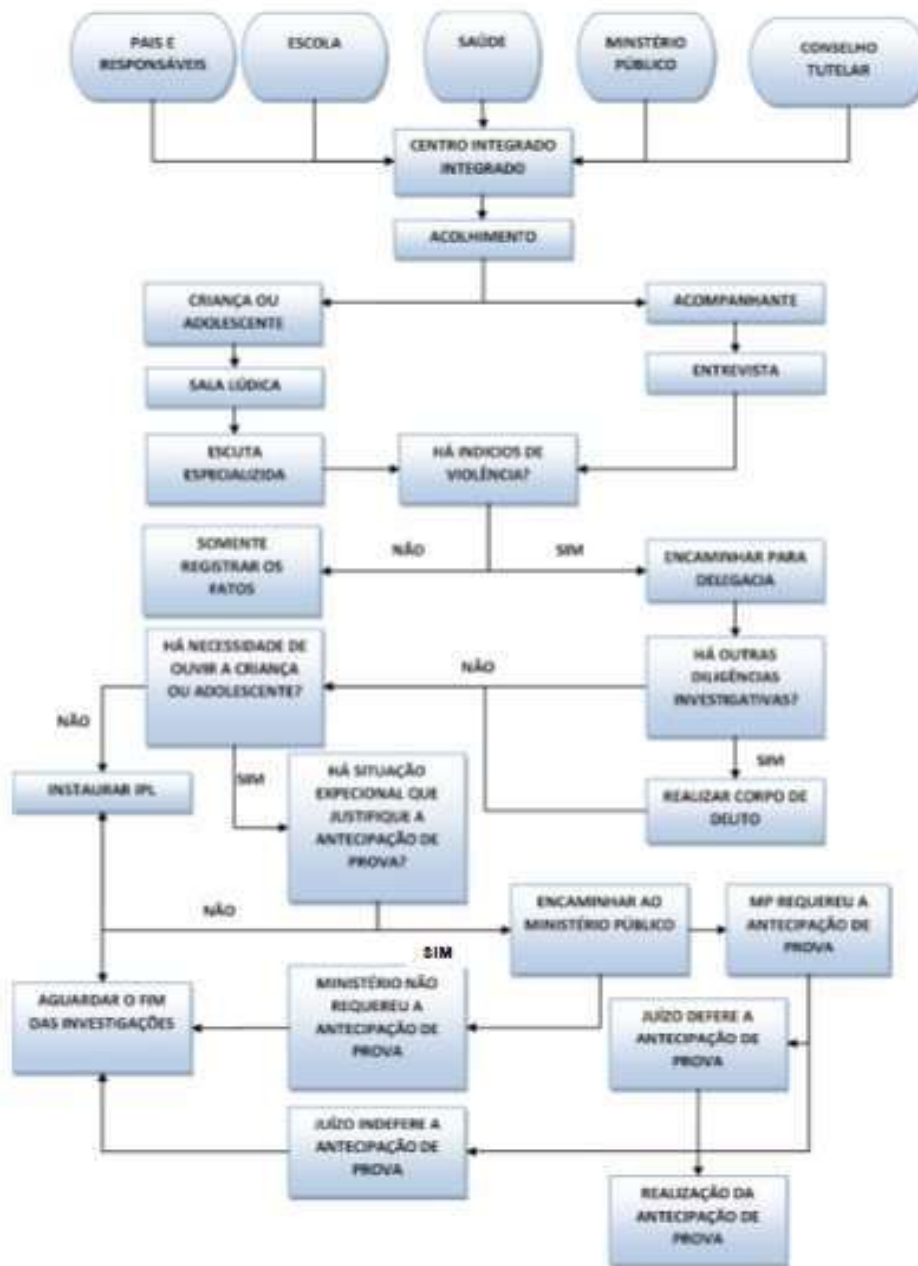 PAIS E
RESPONSÁVEIS
ESCOLA
SAÚDE
MINSTÉRIO
PÚBLICO
CONSELHO
TUTELAR
CENTRO INTEGRADO
INTEGRADO
ACOLHIMENTO
CRIANÇA OU
ADOLESCENTE
ACOMPANHANTE
SALA LÚDICA
ENTREVISTA
ESCUTA
ESPECIALIZIDA
HÁ INDICIOS DE
VIOLÊNCIA?
NÃO
SIM
SOMENTE
REGISTRAR OS
FATOS
ENCAMINHAR PARA
DELEGACIA
HÁ NECESSIDADE DE
OUVIR A CRIANÇA
OU ADOLESCENTE?
NÃO
HÁ OUTRAS
DILIGÊNCIAS
INVESTIGATIVAS?
NÃO
SIM
SIM
INSTAURAR IPL
HÁ SITUAÇÃO
EXPECIONAL QUE
JUSTIFIQUE A
ANTECIPAÇÃO DE
PROVA?
REALIZAR CORPO DE
DELITO
NÃO
SIM
ENCAMINHAR AO
MINISTÉRIO PÚBLICO
MP REQUEREU A
ANTECIPAÇÃO DE
PROVA
AGUARDAR O FIM
DAS INVESTIGAÇÕES
MINISTÉRIO NÃO
REQUEREU A
ANTECIPAÇÃO DE
PROVA
JUÍZO DEFERE A
ANTECIPAÇÃO DE
PROVA
JUÍZO INDEFERE A
ANTECIPAÇÃO DE
PROVA
REALIZAÇÃO DA
ANTECIPAÇÃO DE
PROVA